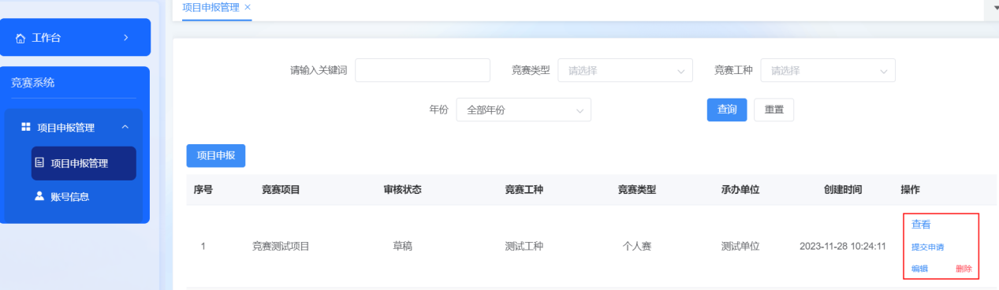 项目申报管理 ×
工作台
竞赛系统
项目申报管理
项目申报管理
账号信息
请输入关键词 竞赛类型 请选择 竞赛工种 请选择
年份 全部年份 查询 重置
项目申报
序号 竞赛项目 审核状态 竞赛工种 竞赛类型 承办单位 创建时间 操作
1 竞赛测试项目 草稿 测试工种 个人赛 测试单位 2023-11-28 10:24:11 查看
提交申请
编辑 删除